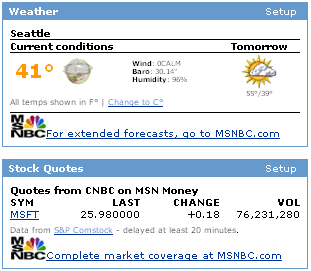 Weather Setup
Seattle
Current conditions Tomorrow
41° Wind: 0CALM
Baro: 30.14"
Humidity: 96%
55°/39°
All temps shown in F° | Change to C°
MSNBC For extended forecasts, go to MSNBC.com
Stock Quotes Setup
Quotes from CNBC on MSN Money
SYM LAST CHANGE VOL
MSFT 25.980000 +0.18 76,231,280
Data from S&P Comstock - delayed at least 20 minutes.
MSNBC Complete market coverage at MSNBC.com